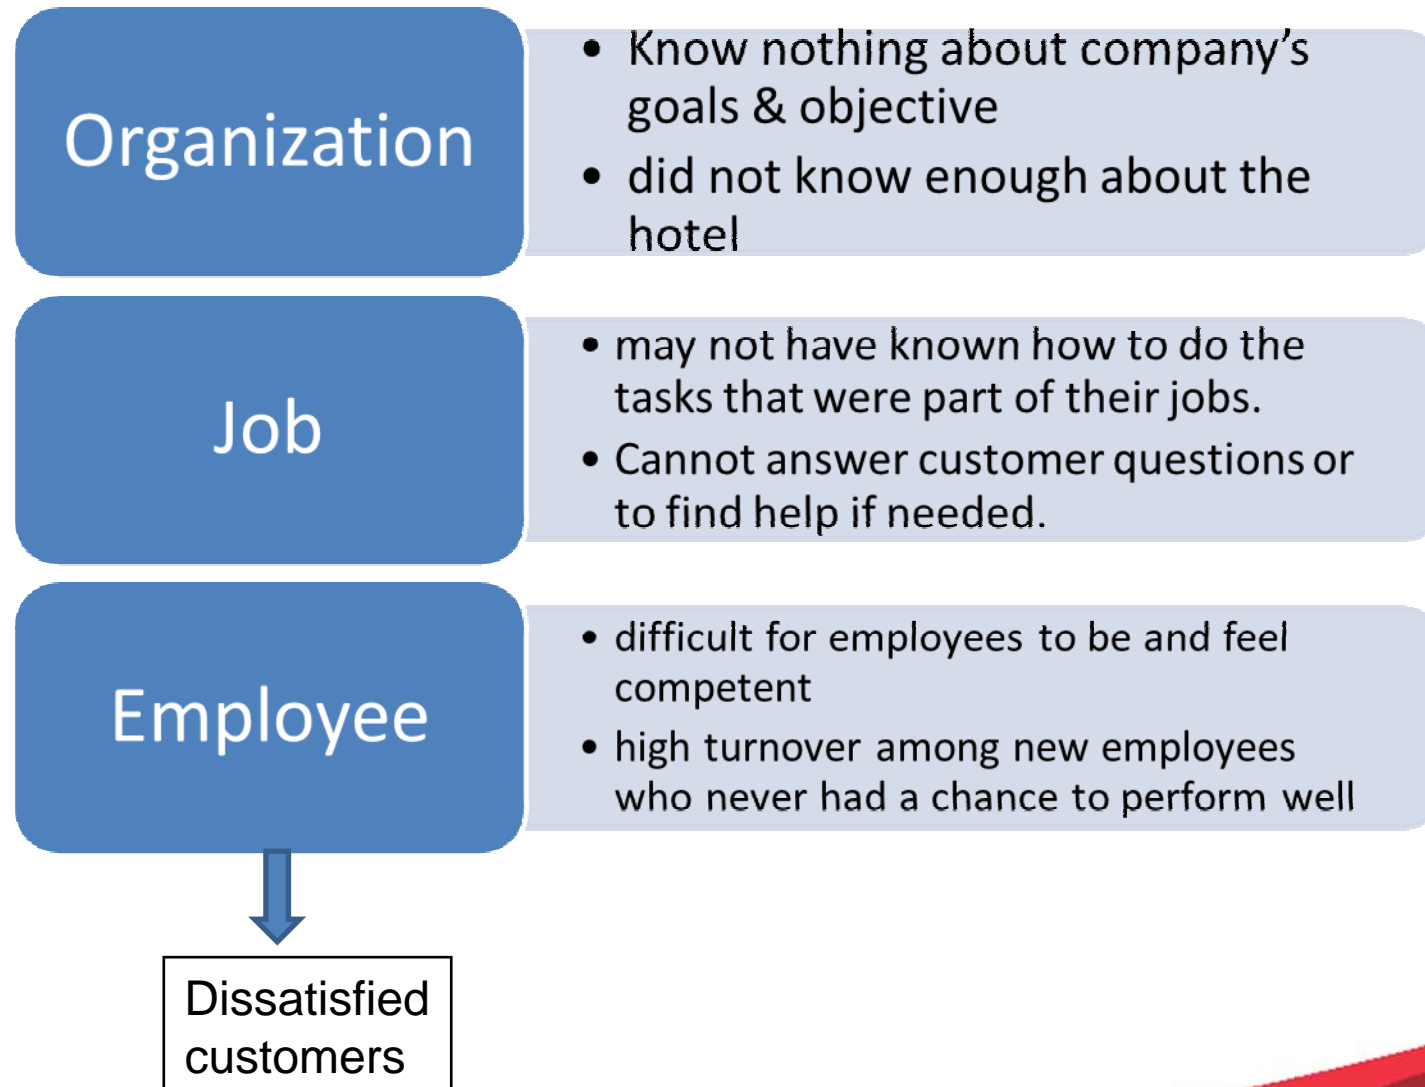 Organization
• Know nothing about company’s
goals & objective
• did not know enough about the
hotel
Job
• may not have known how to do the
tasks that were part of their jobs.
• Cannot answer customer questions or
to find help if needed.
Employee
• difficult for employees to be and feel
competent
• high turnover among new employees
who never had a chance to perform well
Dissatisfied
customers